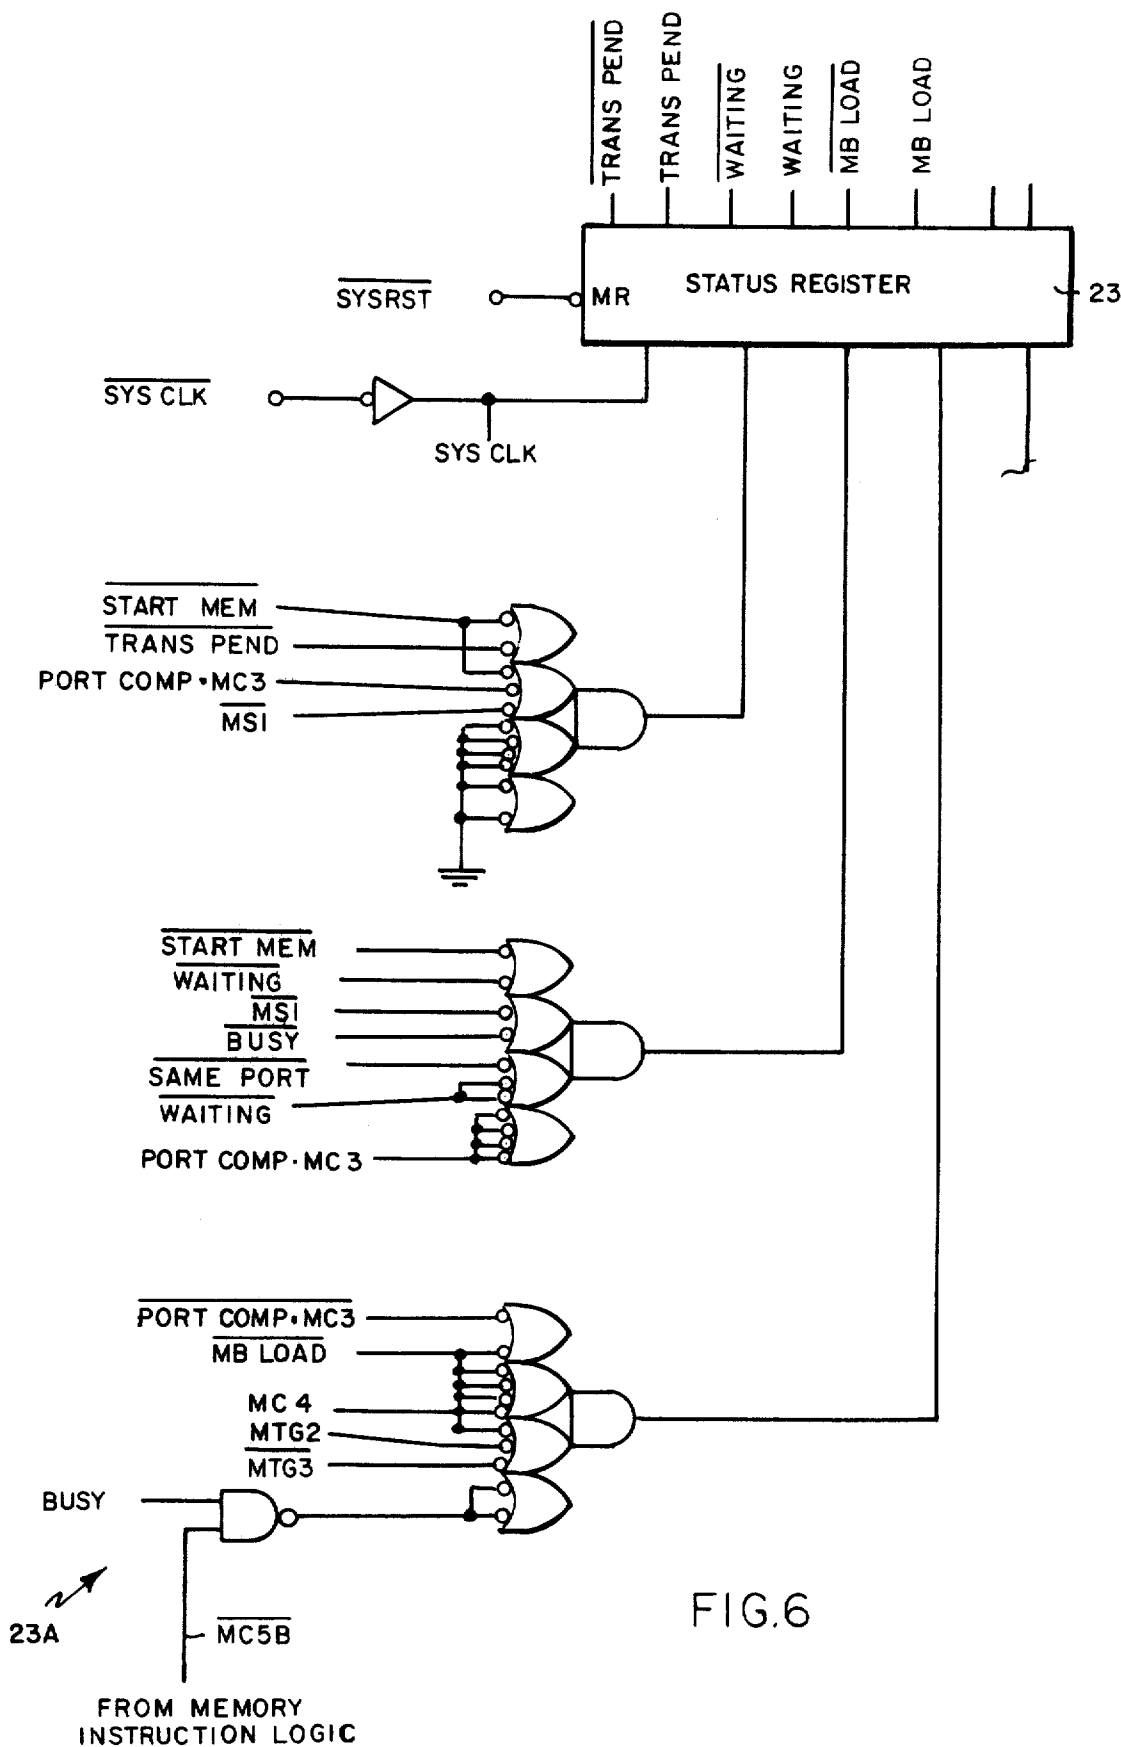 TRANS PEND
TRANS PEND
WAITING
WAITING
MB LOAD
MB LOAD
SYSRST
MR
STATUS REGISTER
23
SYS CLK
SYS CLK
START MEM
TRANS PEND
PORT COMP•MC3
MSI
START MEM
WAITING
MSI
BUSY
SAME PORT
WAITING
PORT COMP·MC3
PORT COMP•MC3
MB LOAD
MC4
MTG2
MTG3
BUSY
23A
MC5B
FROM MEMORY
INSTRUCTION LOGIC
FIG.6